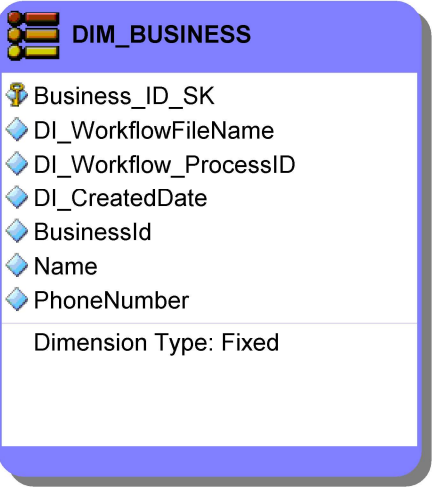 DIM_BUSINESS
Business_ID_SK
DI_WorkflowFileName
DI_Workflow_ProcessID
DI_CreatedDate
BusinessId
Name
PhoneNumber
Dimension Type: Fixed